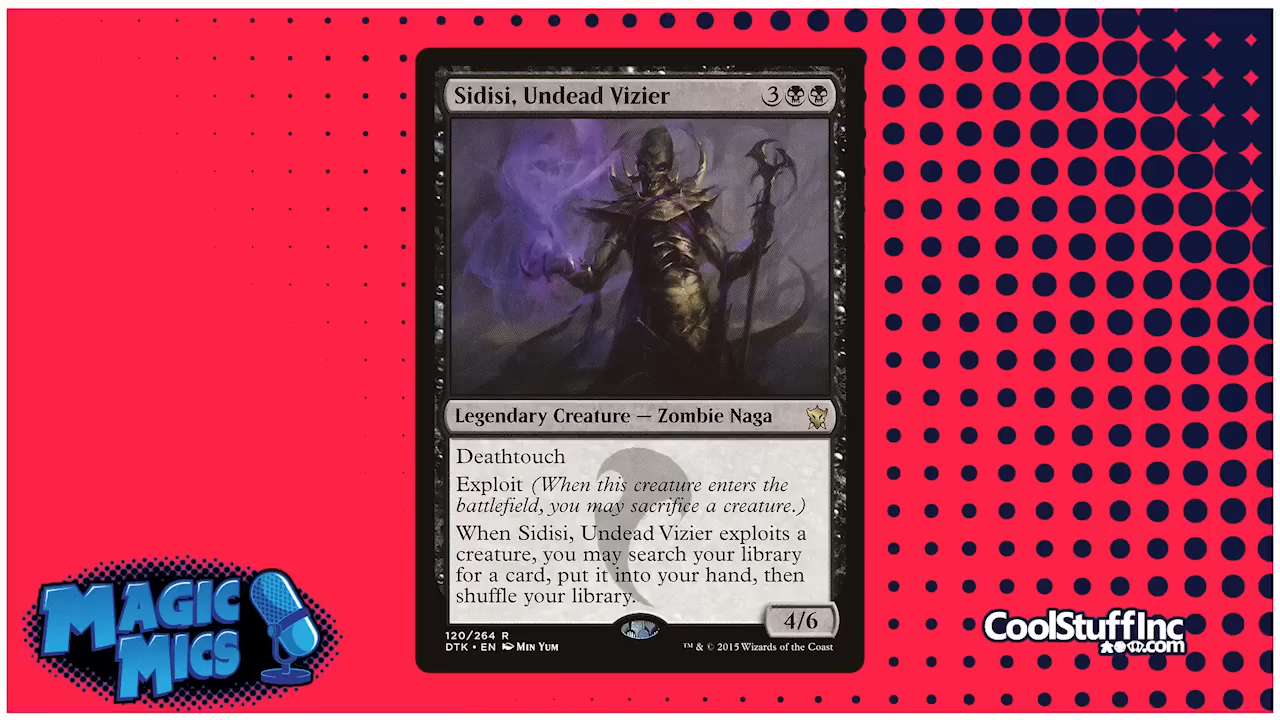 Sidisi, Undead Vizier 3
Legendary Creature — Zombie Naga
Deathtouch
Exploit (When this creature enters the
battlefield, you may sacrifice a creature.)
When Sidisi, Undead Vizier exploits a
creature, you may search your library
for a card, put it into your hand, then
shuffle your library.
4/6
120/264 R
DTK • EN Min Yum
™ & © 2015 Wizards of the Coast
MAGIC
MICS
CoolStuffInc
.com